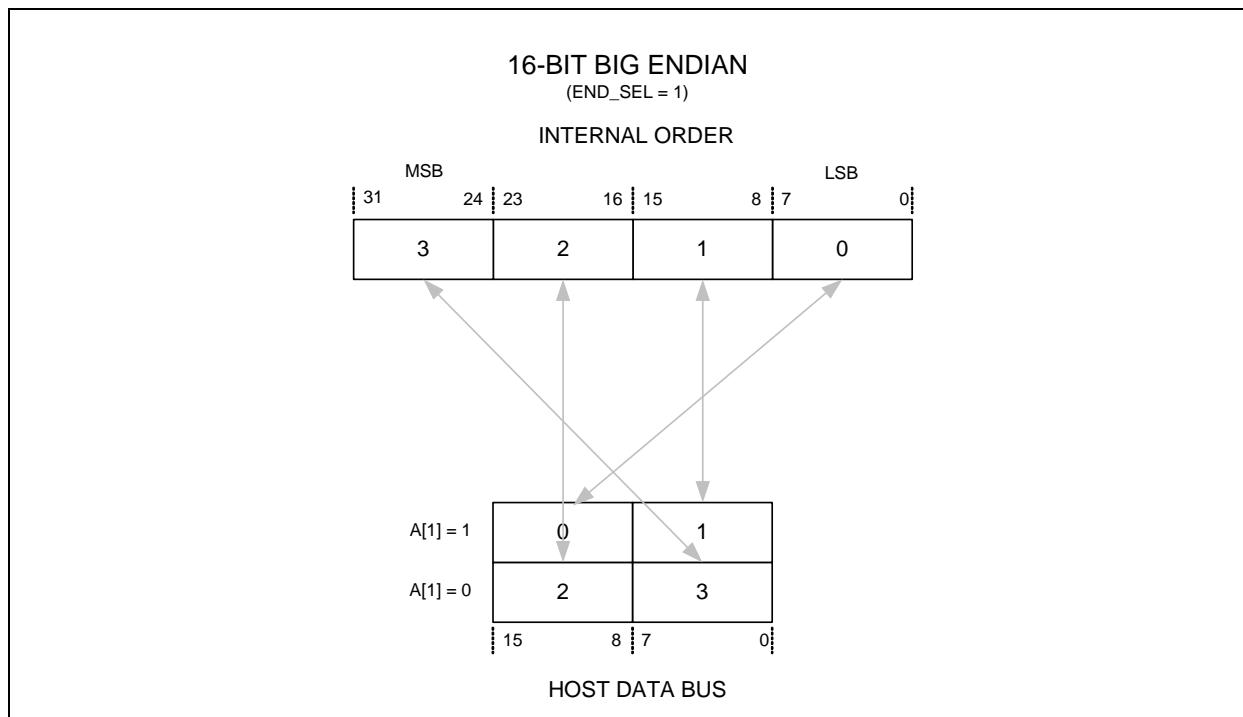 16-BIT BIG ENDIAN
(END_SEL = 1)
INTERNAL ORDER
MSB LSB
31 24 23 16 15 8 7 0
3 2 1 0
A[1] = 1 0 1
A[1] = 0 2 3
15 8 7 0
HOST DATA BUS